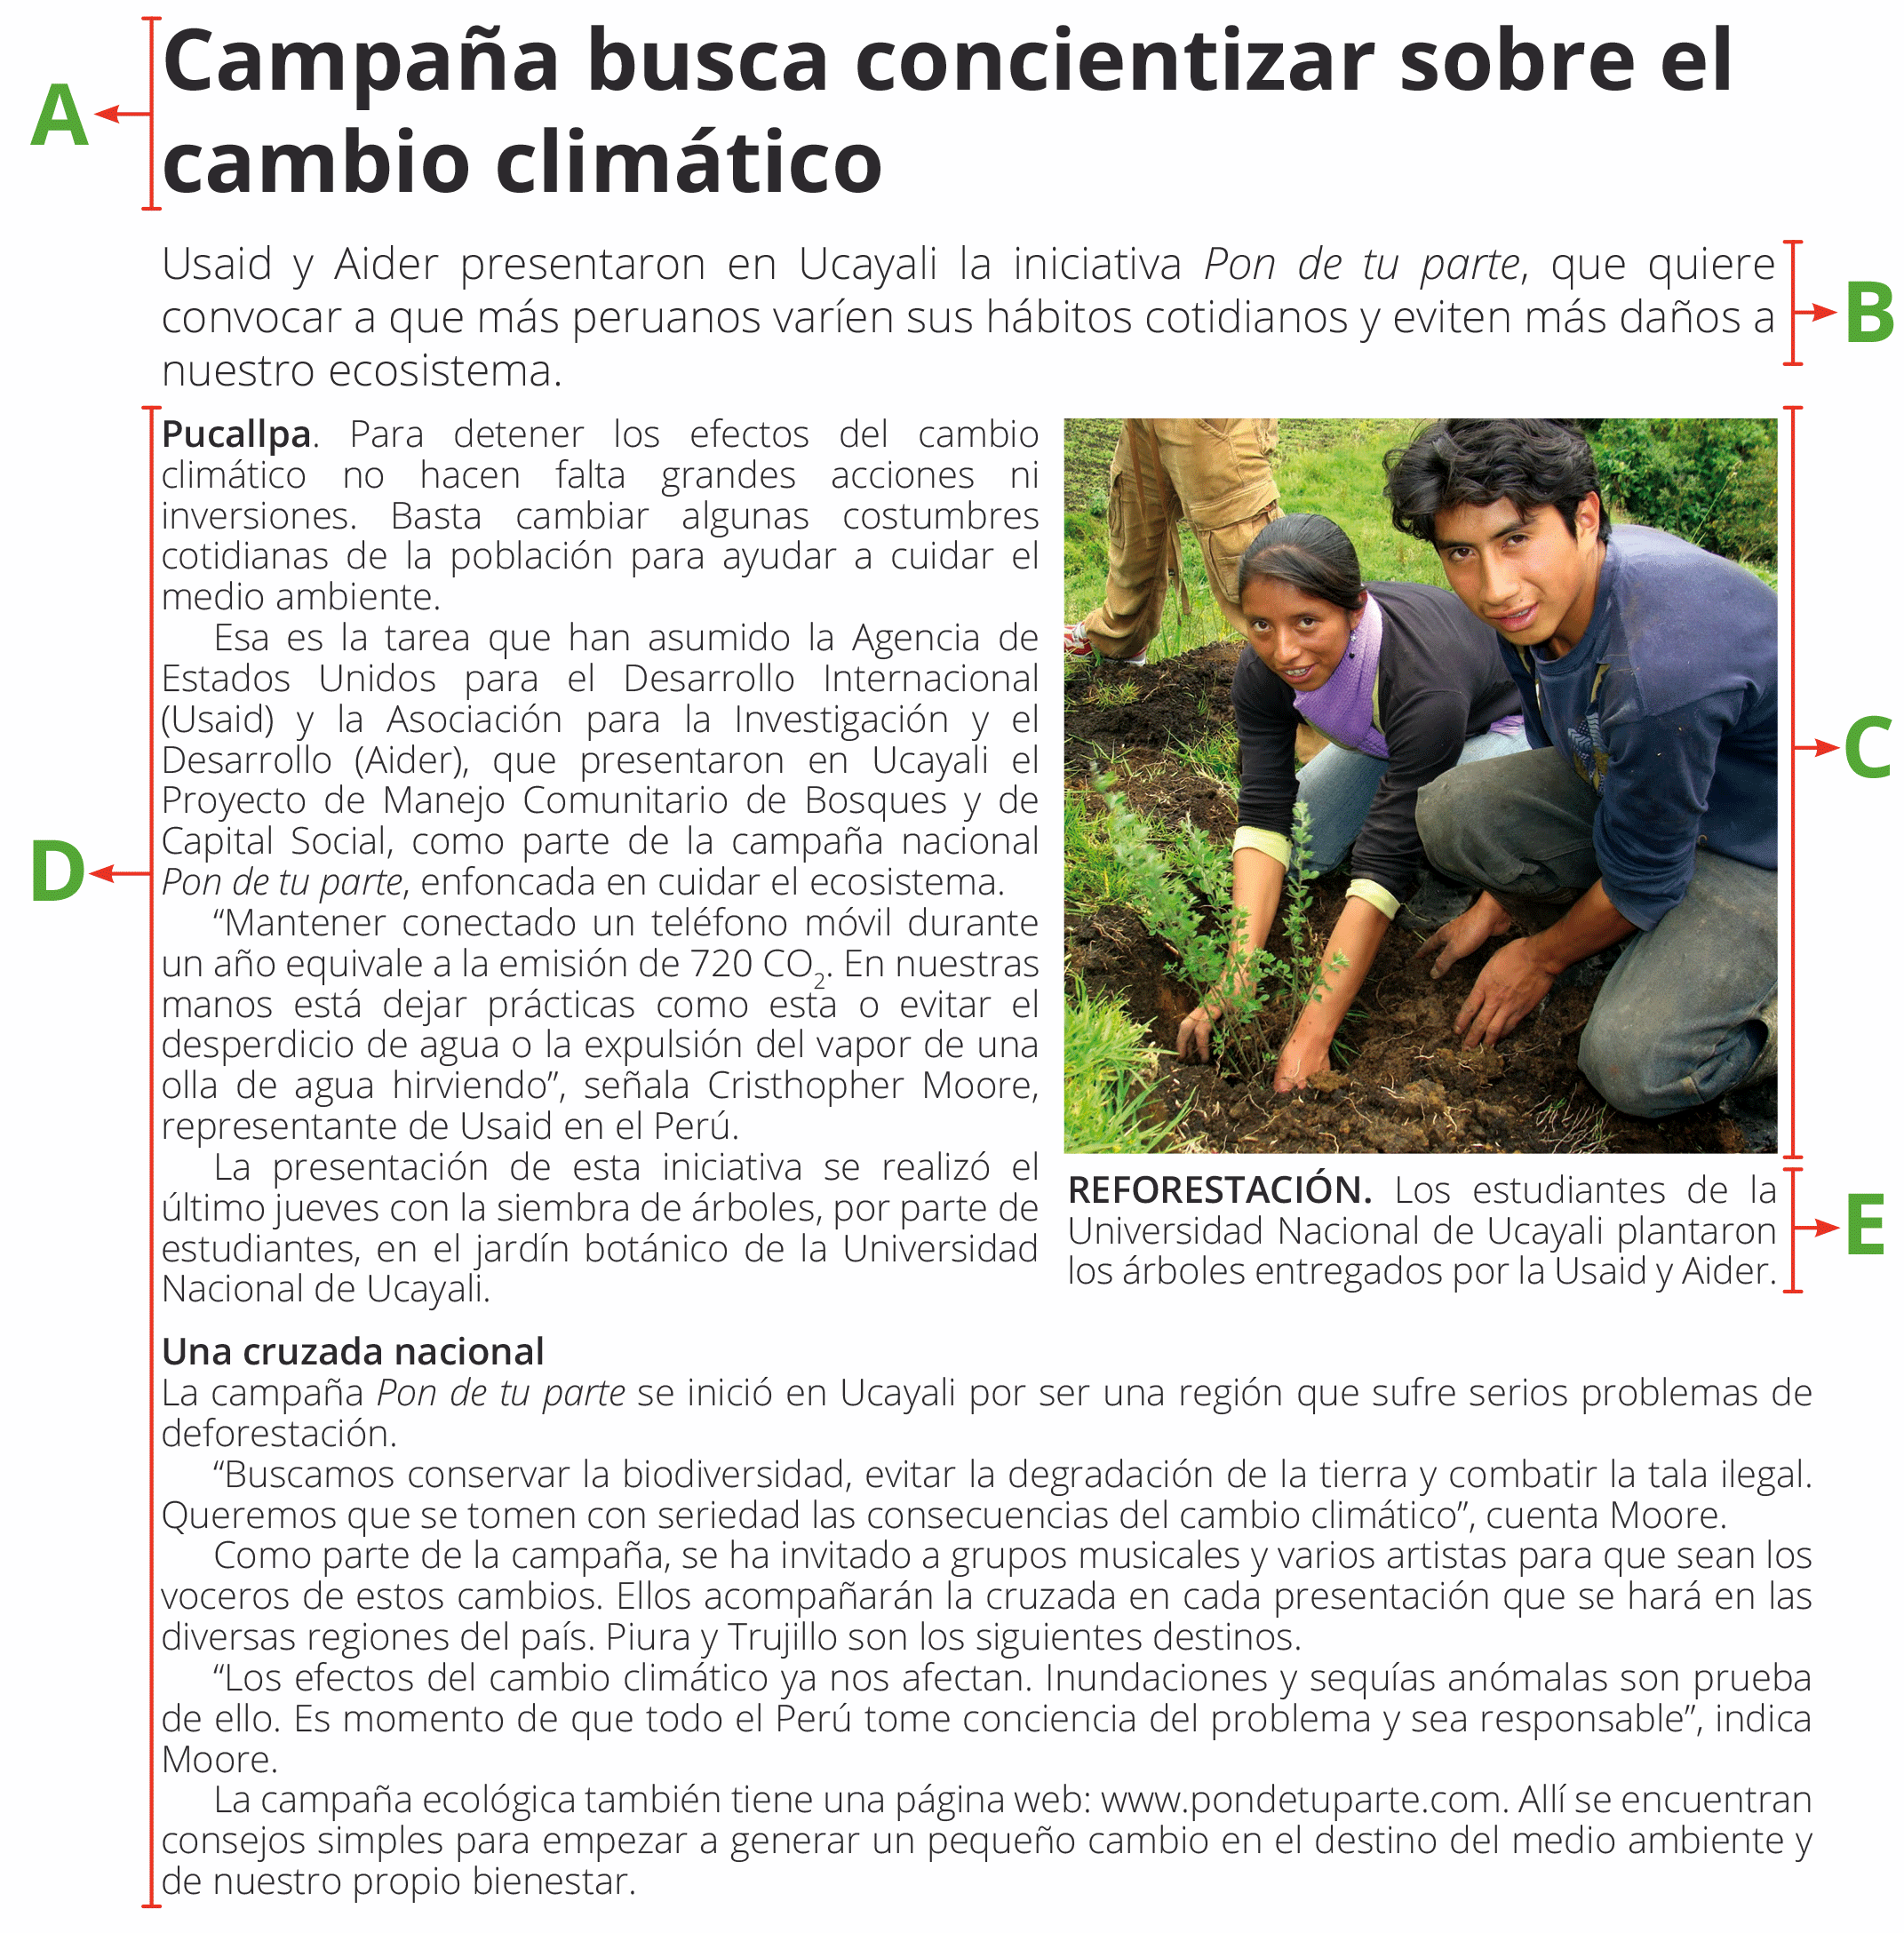 A
Campaña busca concientizar sobre el
cambio climático
Usaid y Aider presentaron en Ucayali la iniciativa Pon de tu parte, que quiere
convocar a que más peruanos varíen sus hábitos cotidianos y eviten más daños a
nuestro ecosistema.
B
Pucallpa. Para detener los efectos del cambio
climático no hacen falta grandes acciones ni
inversiones. Basta cambiar algunas costumbres
cotidianas de la población para ayudar a cuidar el
medio ambiente.
Esa es la tarea que han asumido la Agencia de
Estados Unidos para el Desarrollo Internacional
(Usaid) y la Asociación para la Investigación y el
Desarrollo (Aider), que presentaron en Ucayali el
Proyecto de Manejo Comunitario de Bosques y de
Capital Social, como parte de la campaña nacional
Pon de tu parte, enfoncada en cuidar el ecosistema.
“Mantener conectado un teléfono móvil durante
un año equivale a la emisión de 720 CO₂. En nuestras
manos está dejar prácticas como esta o evitar el
desperdicio de agua o la expulsión del vapor de una
olla de agua hirviendo”, señala Cristhopher Moore,
representante de Usaid en el Perú.
La presentación de esta iniciativa se realizó el
último jueves con la siembra de árboles, por parte de
estudiantes, en el jardín botánico de la Universidad
Nacional de Ucayali.
D
C
REFORESTACIÓN. Los estudiantes de la
Universidad Nacional de Ucayali plantaron
los árboles entregados por la Usaid y Aider.
E
Una cruzada nacional
La campaña Pon de tu parte se inició en Ucayali por ser una región que sufre serios problemas de
deforestación.
“Buscamos conservar la biodiversidad, evitar la degradación de la tierra y combatir la tala ilegal.
Queremos que se tomen con seriedad las consecuencias del cambio climático”, cuenta Moore.
Como parte de la campaña, se ha invitado a grupos musicales y varios artistas para que sean los
voceros de estos cambios. Ellos acompañarán la cruzada en cada presentación que se hará en las
diversas regiones del país. Piura y Trujillo son los siguientes destinos.
“Los efectos del cambio climático ya nos afectan. Inundaciones y sequías anómalas son prueba
de ello. Es momento de que todo el Perú tome conciencia del problema y sea responsable”, indica
Moore.
La campaña ecológica también tiene una página web: www.pondetuparte.com. Allí se encuentran
consejos simples para empezar a generar un pequeño cambio en el destino del medio ambiente y
de nuestro propio bienestar.